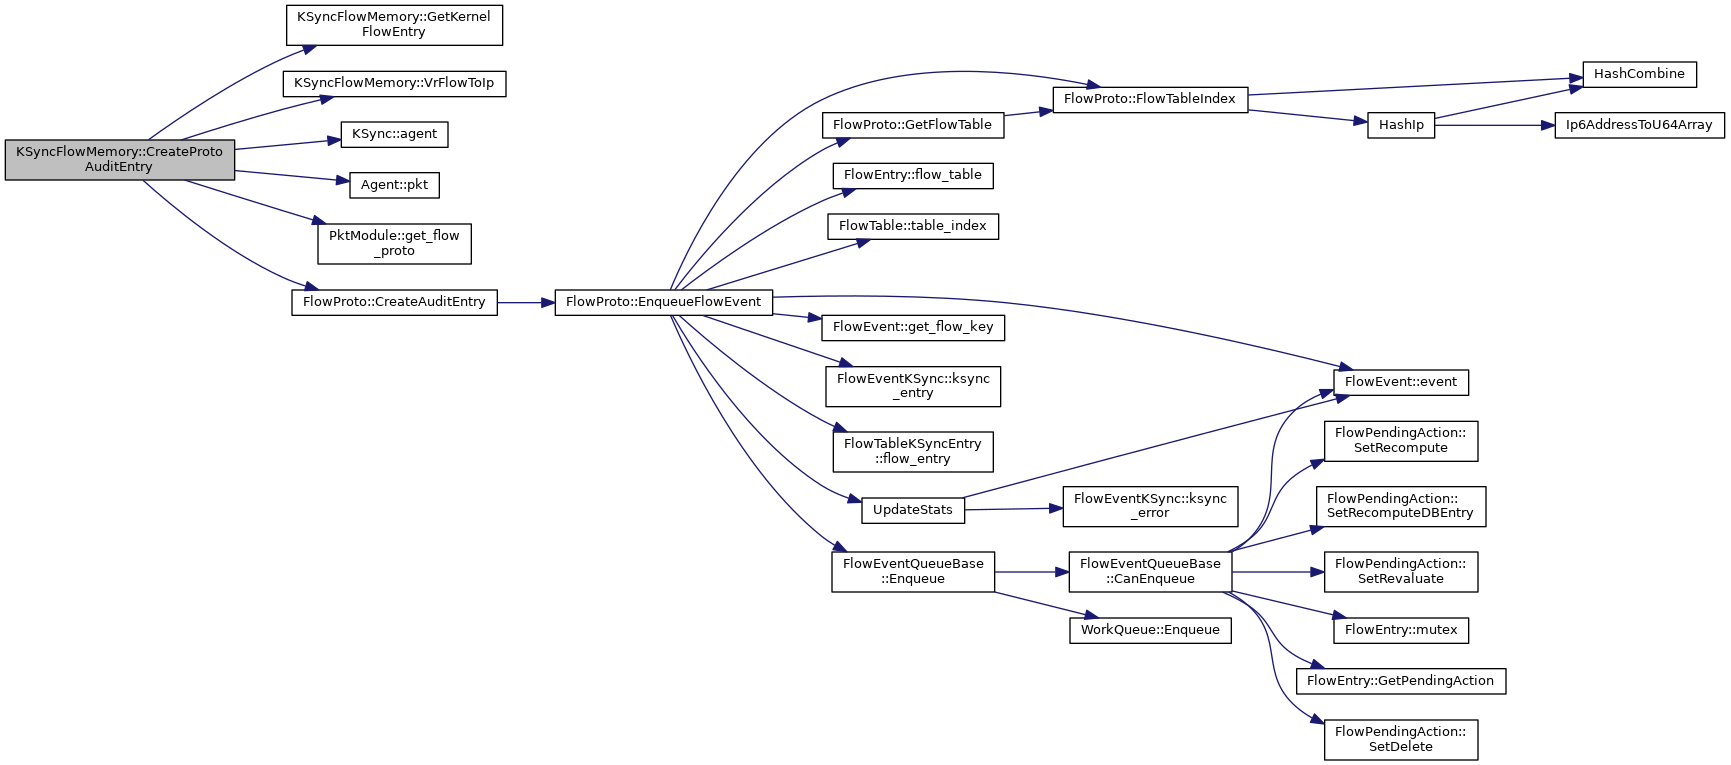 KSyncFlowMemory::CreateProto
AuditEntry
KSyncFlowMemory::GetKernel
FlowEntry
KSyncFlowMemory::VrFlowToIp
KSync::agent
Agent::pkt
PktModule::get_flow
_proto
FlowProto::CreateAuditEntry
FlowProto::EnqueueFlowEvent
FlowProto::GetFlowTable
FlowEntry::flow_table
FlowTable::table_index
FlowEvent::get_flow_key
FlowEventKSync::ksync
_entry
FlowTableKSyncEntry
::flow_entry
UpdateStats
FlowEventQueueBase
::Enqueue
FlowProto::FlowTableIndex
FlowEventKSync::ksync
_error
FlowEventQueueBase
::CanEnqueue
WorkQueue::Enqueue
HashIp
HashCombine
Ip6AddressToU64Array
FlowEvent::event
FlowPendingAction::
SetRecompute
FlowPendingAction::
SetRecomputeDBEntry
FlowPendingAction::
SetRevaluate
FlowEntry::mutex
FlowEntry::GetPendingAction
FlowPendingAction::
SetDelete